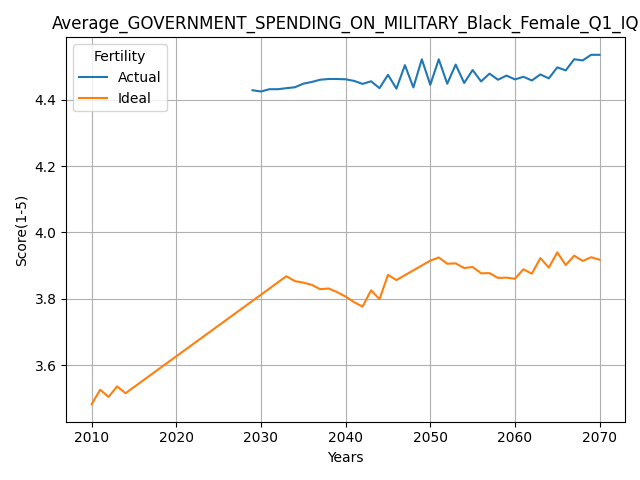 Average_GOVERNMENT_SPENDING_ON_MILITARY_Black_Female_Q1_IQ
Fertility
Actual
Ideal
Score(1-5)
4.4
4.2
4.0
3.8
3.6
2010 2020 2030 2040 2050 2060 2070
Years